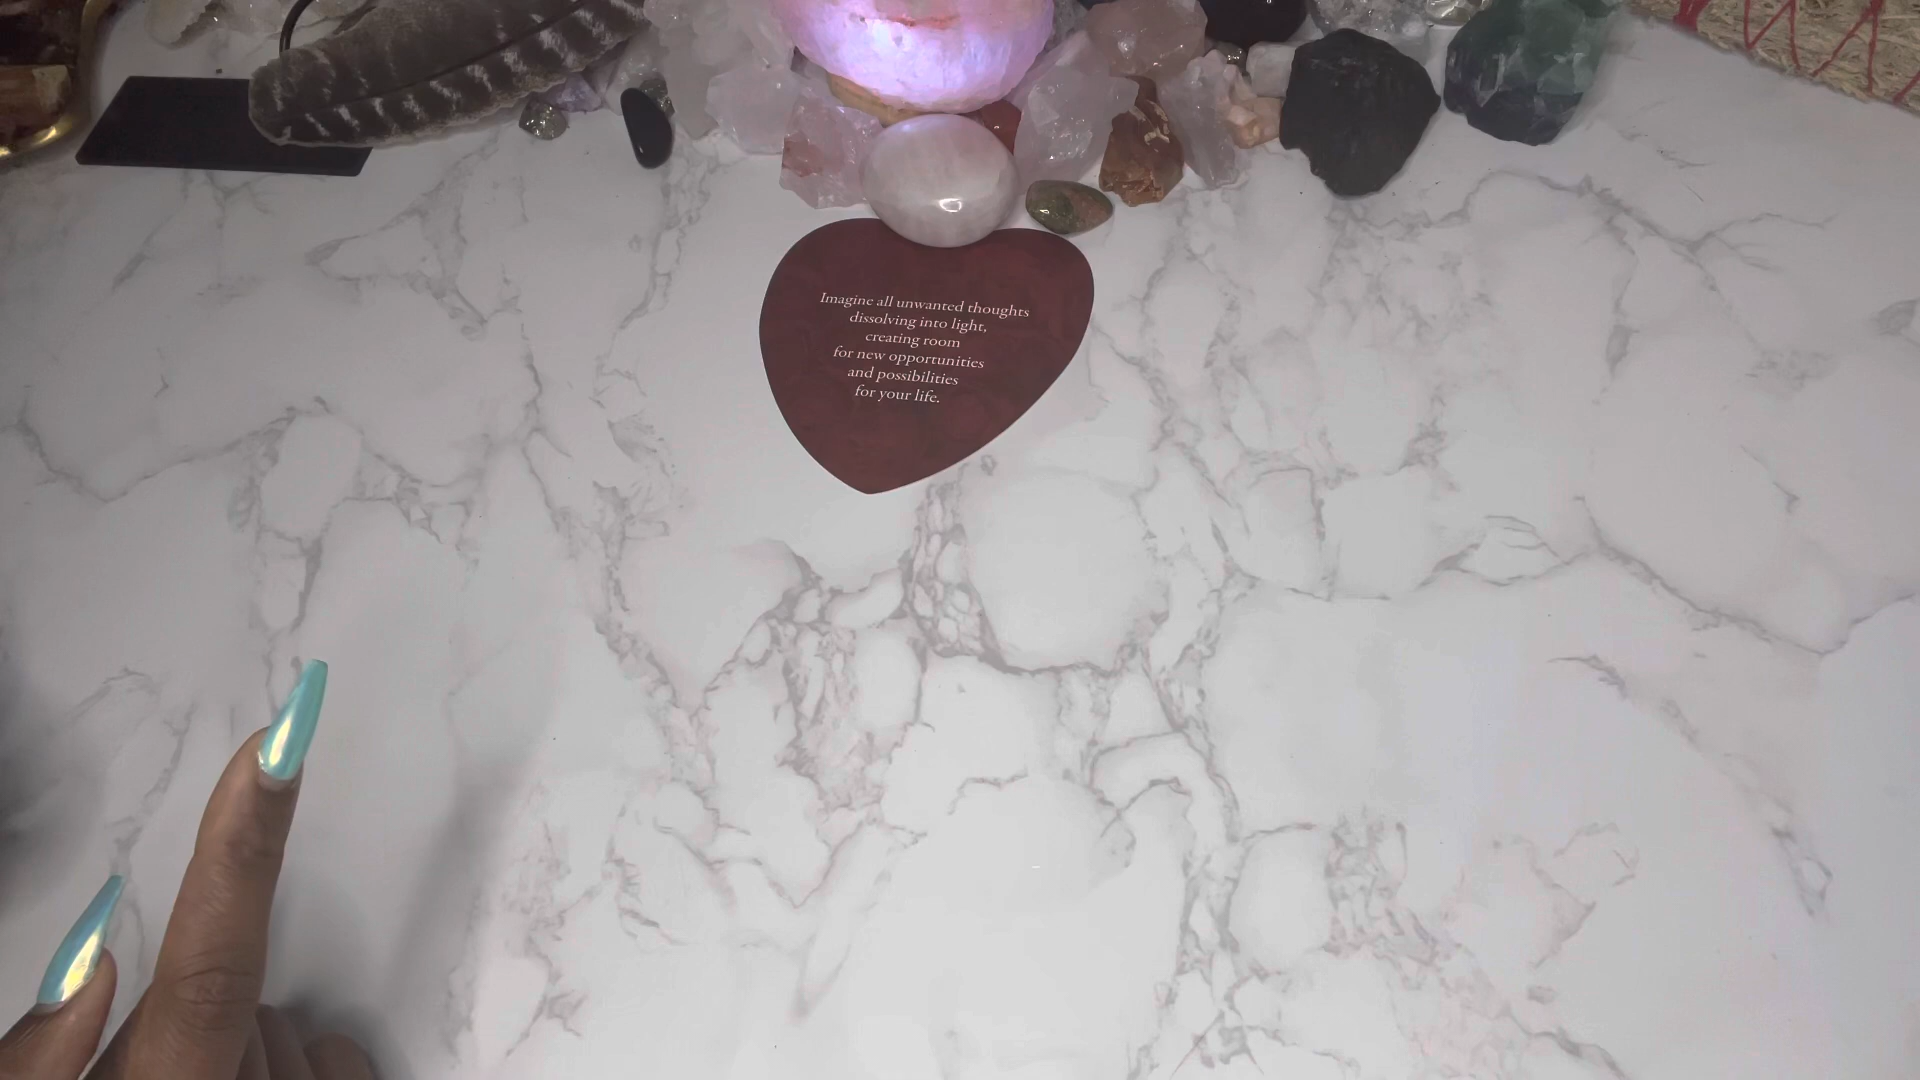 Imagine all unwanted thoughts
dissolving into light,
creating room
for new opportunities
and possibilities
for your life.